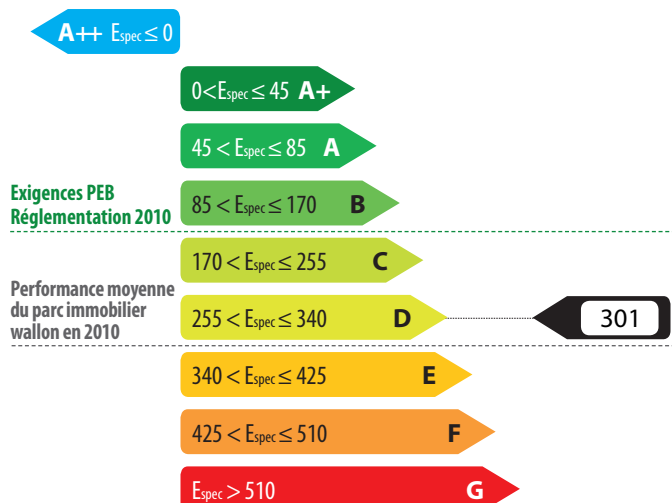 A++ Espec ≤ 0
0<Espec ≤ 45 A+
45 < Espec ≤ 85 A
Exigences PEB
Réglementation 2010
85 < Espec ≤ 170 B
170 < Espec ≤ 255 C
Performance moyenne
du parc immobilier
wallon en 2010
255 < Espec ≤ 340 D
301
340 < Espec ≤ 425 E
425 < Espec ≤ 510 F
Espec > 510 G